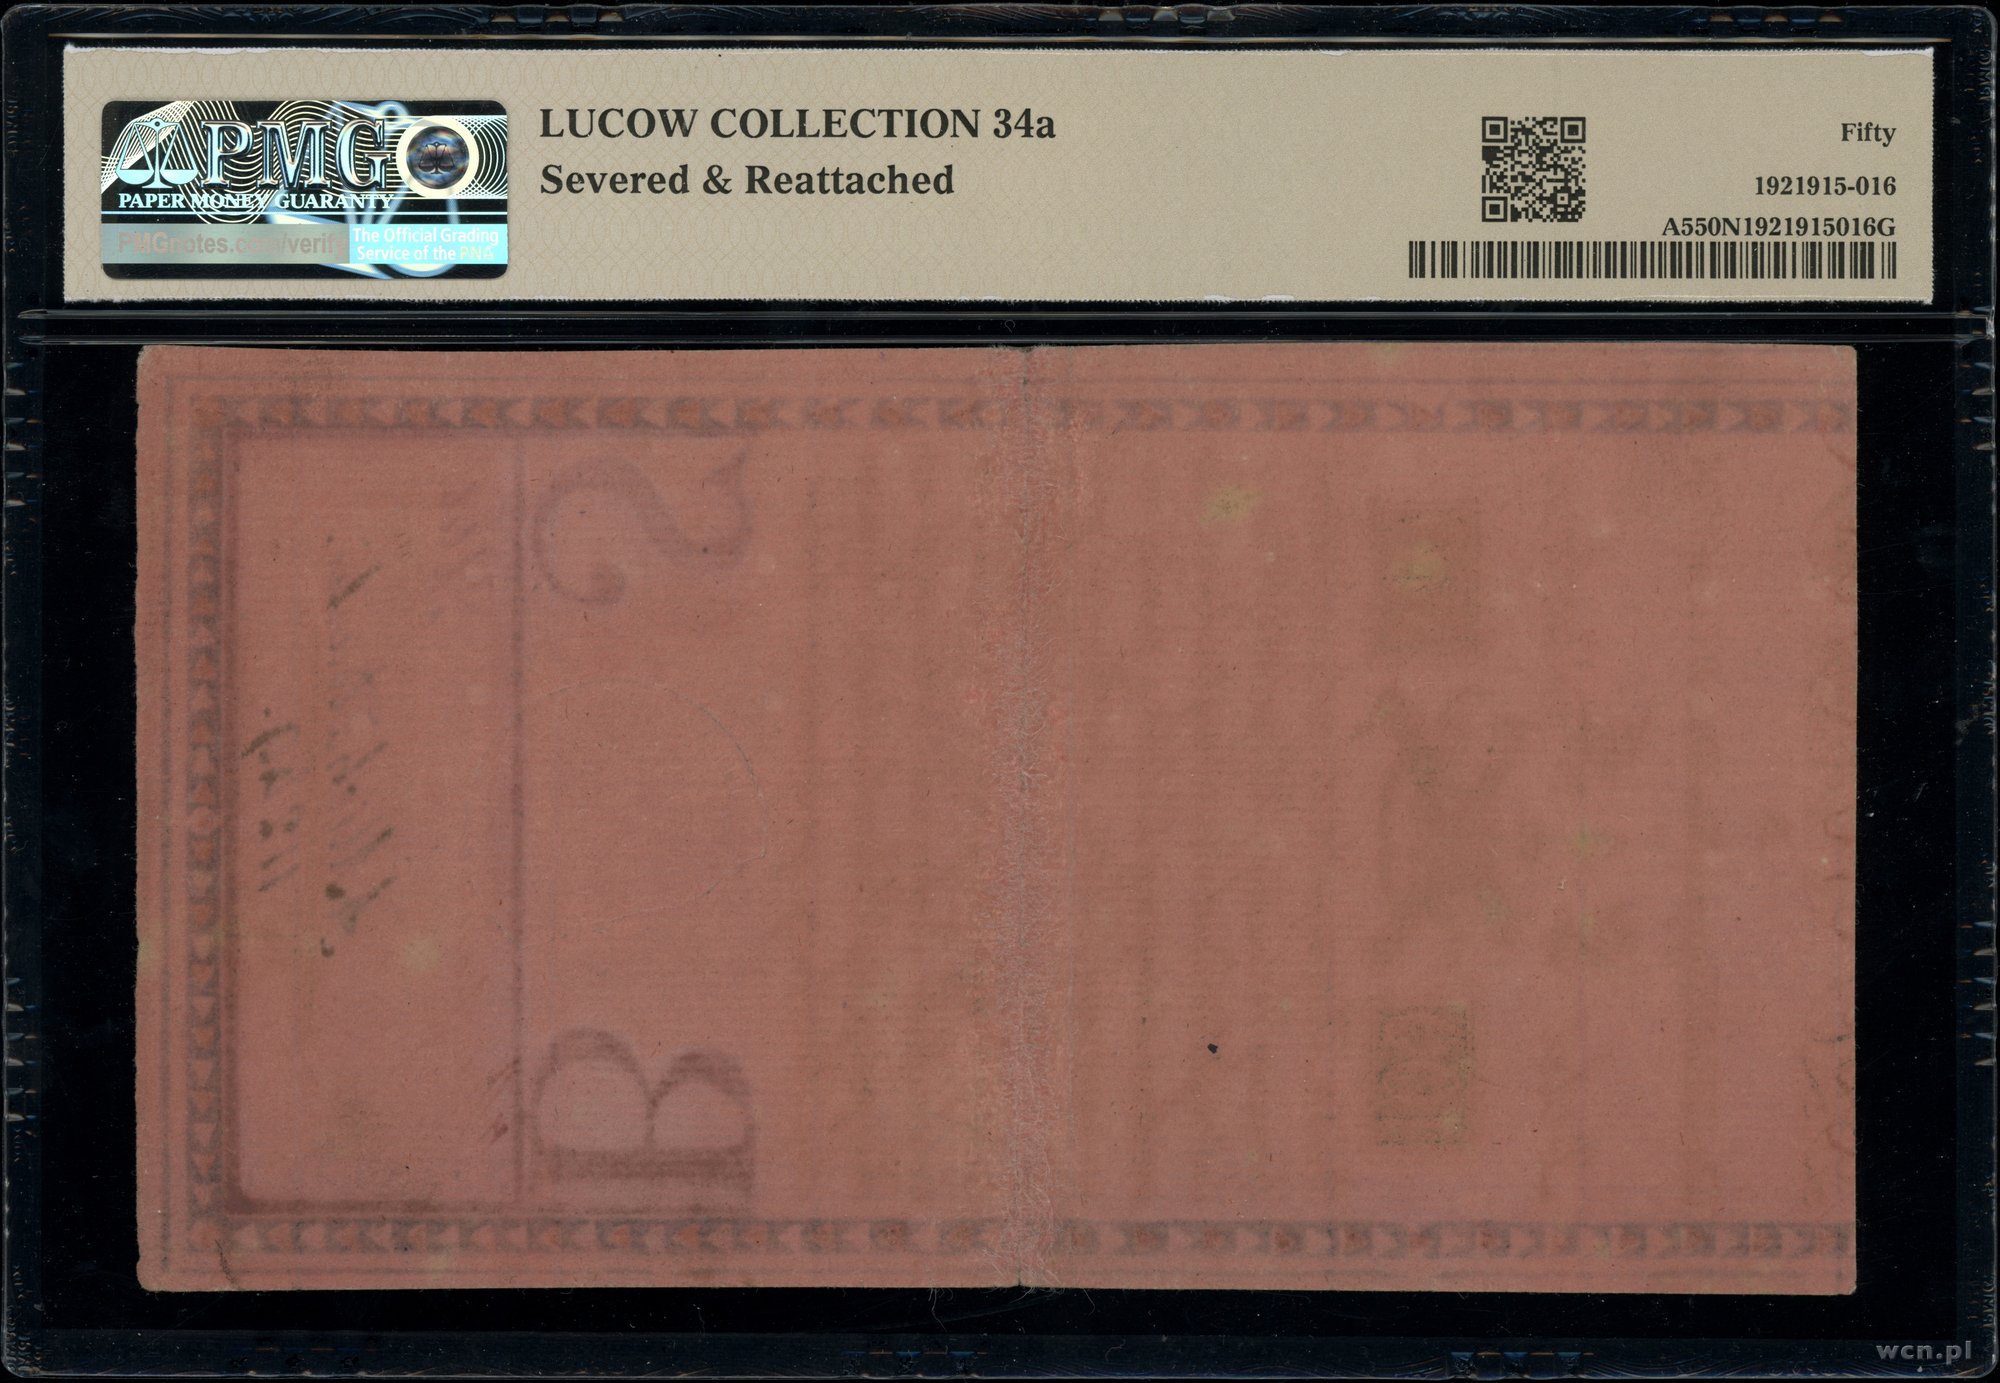 PMG
PAPER MONEY GUARANTY
PMGnotes.com/verify
The Official Grading
Service of the PNG
LUCOW COLLECTION 34a
Severed & Reattached
Fifty
1921915-016
A550N1921915016G
B
wcn.pl